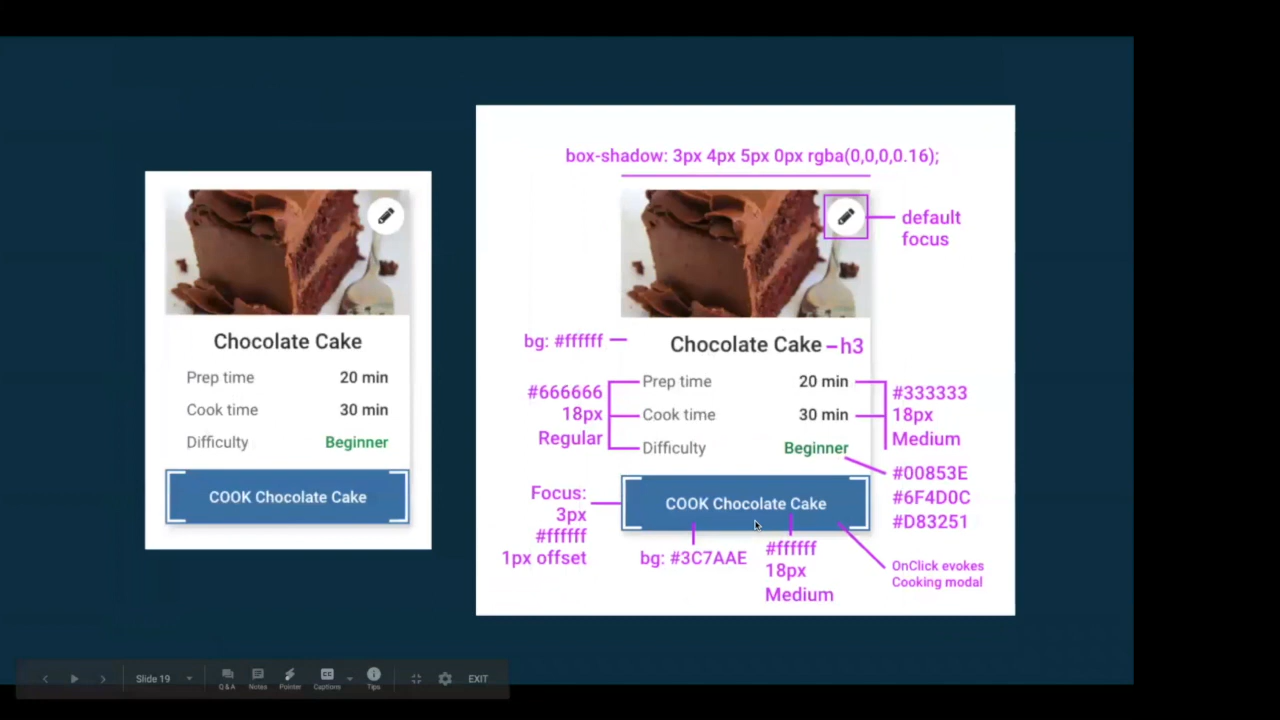 Chocolate Cake
Prep time 20 min
Cook time 30 min
Difficulty Beginner
COOK Chocolate Cake
box-shadow: 3px 4px 5px 0px rgba(0,0,0,0.16);
default
focus
bg: #ffffff
Chocolate Cake
h3
#666666
18px
Regular
Prep time 20 min
Cook time 30 min
Difficulty Beginner
#333333
18px
Medium
#00853E
#6F4D0C
#D83251
Focus:
3px
#ffffff
1px offset
COOK Chocolate Cake
bg: #3C7AAE
#ffffff
18px
Medium
OnClick evokes
Cooking modal
Slide 19
Q & A
Notes
Pointer
CC
Captions
Tips
EXIT